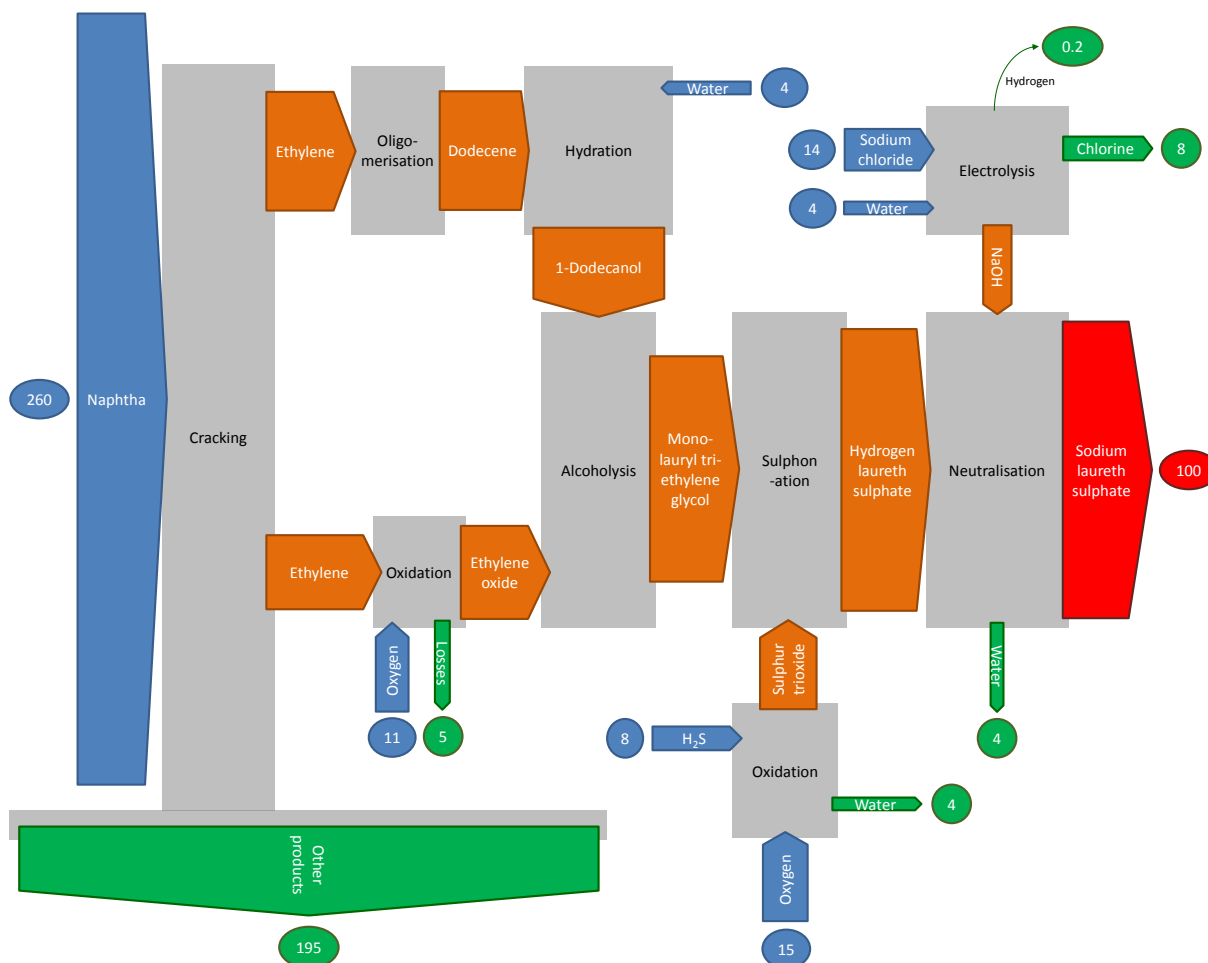 0.2
Hydrogen
Water
4
Ethylene
Oligo-
merisation
Dodecene
Hydration
14
Sodium
chloride
Electrolysis
Chlorine
8
4
Water
1-Dodecanol
NaOH
260
Naphtha
Cracking
Alcoholysis
Mono-
lauryl tri-
ethylene
glycol
Sulphon
-ation
Hydrogen
laureth
sulphate
Neutralisation
Sodium
laureth
sulphate
100
Ethylene
Oxidation
Ethylene
oxide
Oxygen
11
Losses
5
Sulphur
trioxide
Water
4
8
H₂S
Oxidation
Water
4
Oxygen
15
Other
products
195